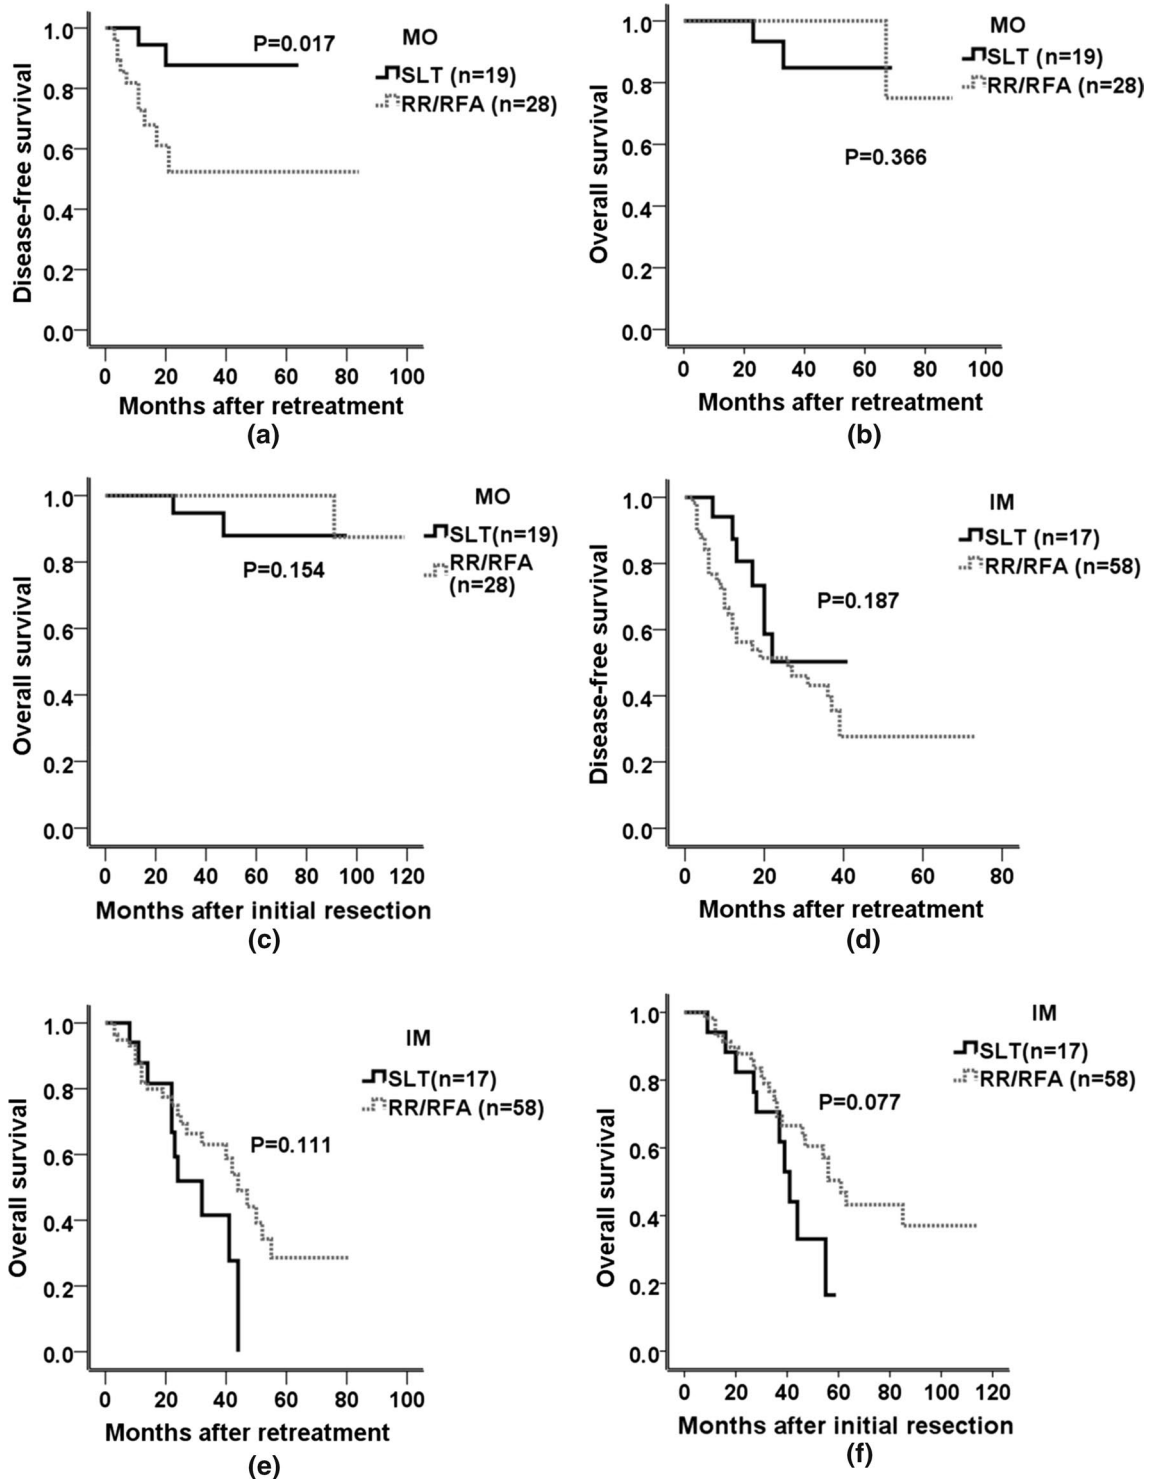 1.0
0.8
0.6
0.4
0.2
0.0
Disease-free survival
P=0.017
MO
SLT (n=19)
RR/RFA (n=28)
0 20 40 60 80 100
Months after retreatment
(a)
1.0
0.8
0.6
0.4
0.2
0.0
Overall survival
MO
SLT (n=19)
RR/RFA (n=28)
P=0.366
0 20 40 60 80 100
Months after retreatment
(b)
1.0
0.8
0.6
0.4
0.2
0.0
Overall survival
MO
SLT(n=19)
RR/RFA
(n=28)
P=0.154
0 20 40 60 80 100 120
Months after initial resection
(c)
1.0
0.8
0.6
0.4
0.2
0.0
Disease-free survival
IM
SLT (n=17)
RR/RFA (n=58)
P=0.187
0 20 40 60 80
Months after retreatment
(d)
1.0
0.8
0.6
0.4
0.2
0.0
Overall survival
IM
SLT(n=17)
RR/RFA (n=58)
P=0.111
0 20 40 60 80 100
Months after retreatment
(e)
1.0
0.8
0.6
0.4
0.2
0.0
Overall survival
IM
SLT(n=17)
RR/RFA (n=58)
P=0.077
0 20 40 60 80 100 120
Months after initial resection
(f)